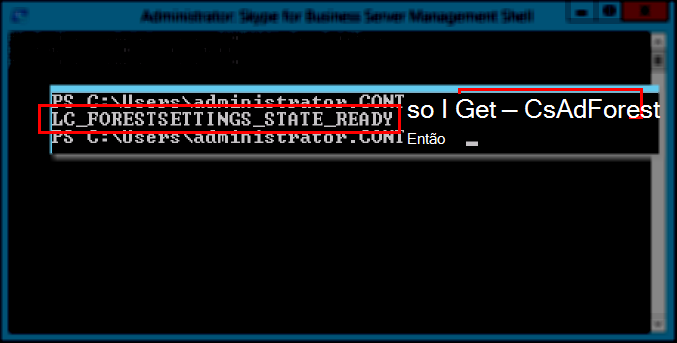 Administrator: Skype for Business Server Management Shell
PS C:\Users\administrator.CONT so I Get – CsAdForest
LC_FORESTSETTINGS_STATE_READY
PS C:\Users\administrator.CONT Então